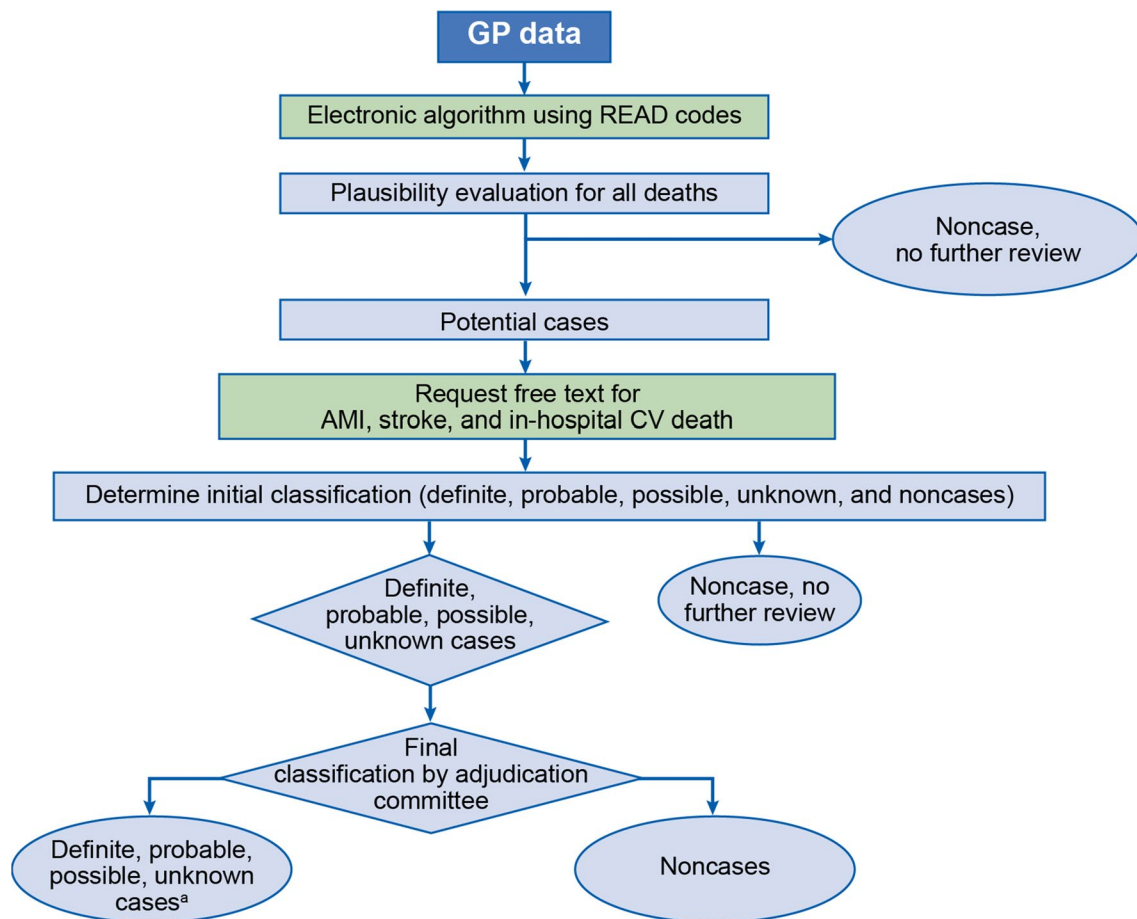 GP data
Electronic algorithm using READ codes
Plausibility evaluation for all deaths
Noncase,
no further review
Potential cases
Request free text for
AMI, stroke, and in-hospital CV death
Determine initial classification (definite, probable, possible, unknown, and noncases)
Definite,
probable, possible,
unknown cases
Noncase, no
further review
Final
classification by adjudication
committee
Definite, probable,
possible, unknown
casesᵃ
Noncases